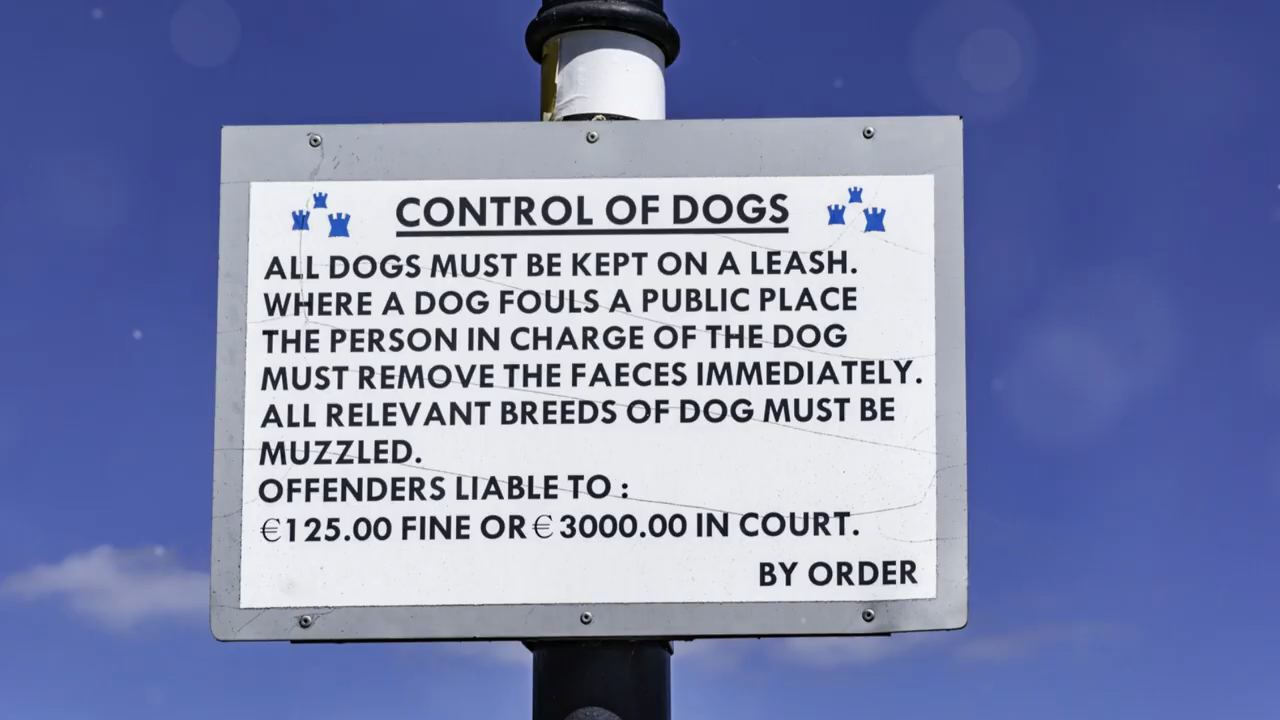 CONTROL OF DOGS
ALL DOGS MUST BE KEPT ON A LEASH.
WHERE A DOG FOULS A PUBLIC PLACE
THE PERSON IN CHARGE OF THE DOG
MUST REMOVE THE FAECES IMMEDIATELY.
ALL RELEVANT BREEDS OF DOG MUST BE
MUZZLED.
OFFENDERS LIABLE TO :
€125.00 FINE OR € 3000.00 IN COURT.
BY ORDER